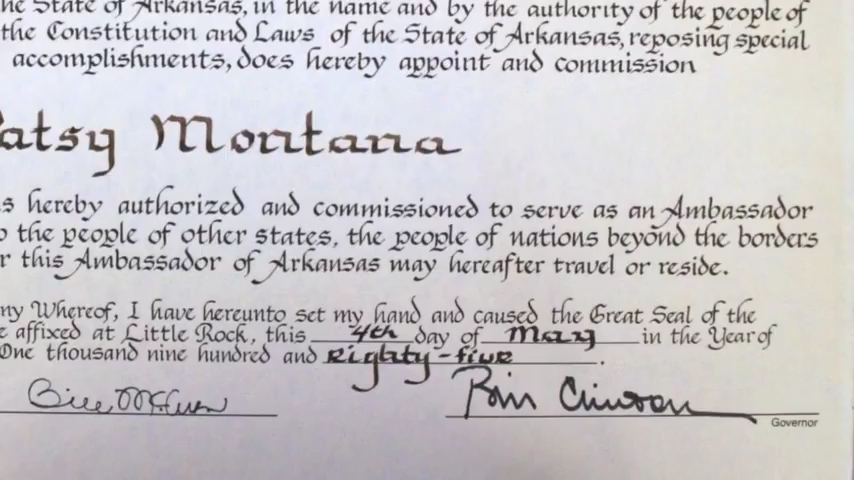 he State of Arkansas, in the name and by the authority of the people of
the Constitution and Laws of the State of Arkansas, reposing special
accomplishments, does hereby appoint and commission
atsy Montana
s hereby authorized and commissioned to serve as an Ambassador
o the people of other states, the people of nations beyond the borders
r this Ambassador of Arkansas may hereafter travel or reside.
ny Whereof, I have hereunto set my hand and caused the Great Seal of the
e affixed at Little Rock, this 4th day of May in the Year of
One thousand nine hundred and Eighty-five.
Bill McCuen Bill Clinton
Governor